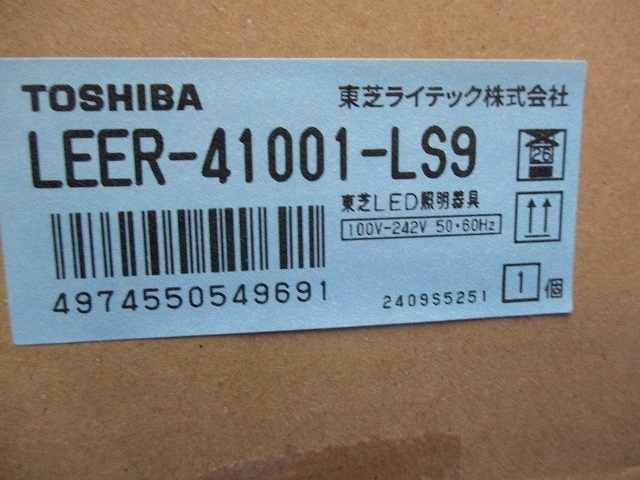 TOSHIBA 東芝ライテック株式会社
LEER-41001-LS9
26
東芝LED照明器具
100V-242V 50・60Hz
4974550549691
2409S5251
1個